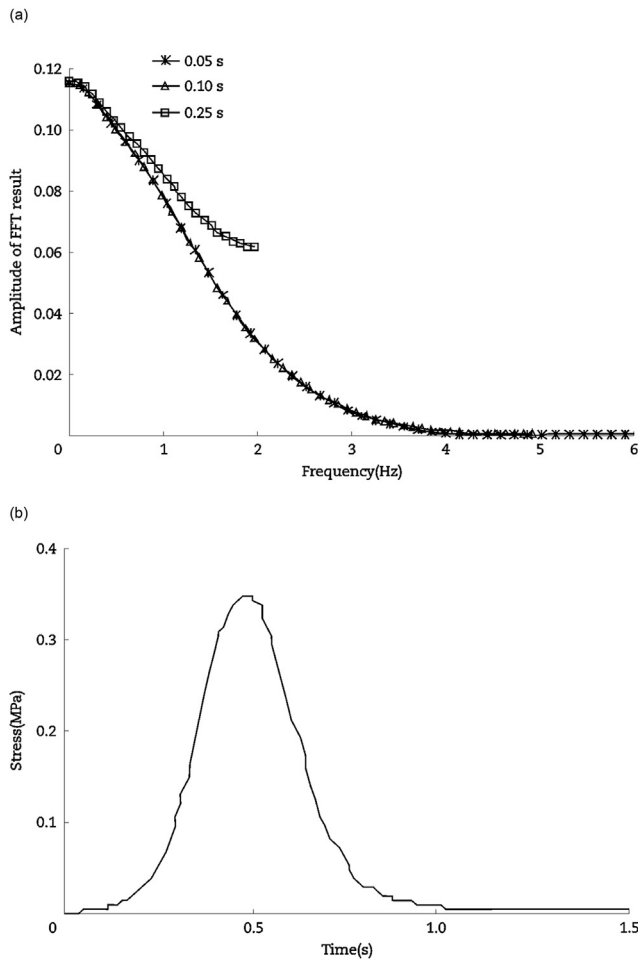 (a)
0.05 s
0.10 s
0.25 s
0.12
0.10
0.08
0.06
0.04
0.02
Amplitude of FFT result
0 1 2 3 4 5 6
Frequency(Hz)
(b)
0.4
0.3
0.2
0.1
Stress(MPa)
0 0.5 1.0 1.5
Time(s)